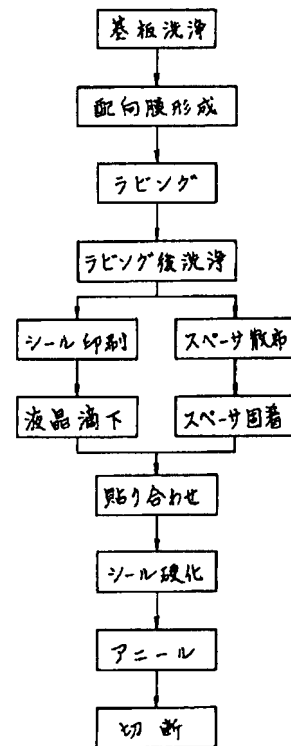 基板洗浄
配向膜形成
ラビング
ラビング後洗浄
シール印刷
スペーサ散布
液晶滴下
スペーサ固着
貼り合わせ
シール硬化
アニール
切断